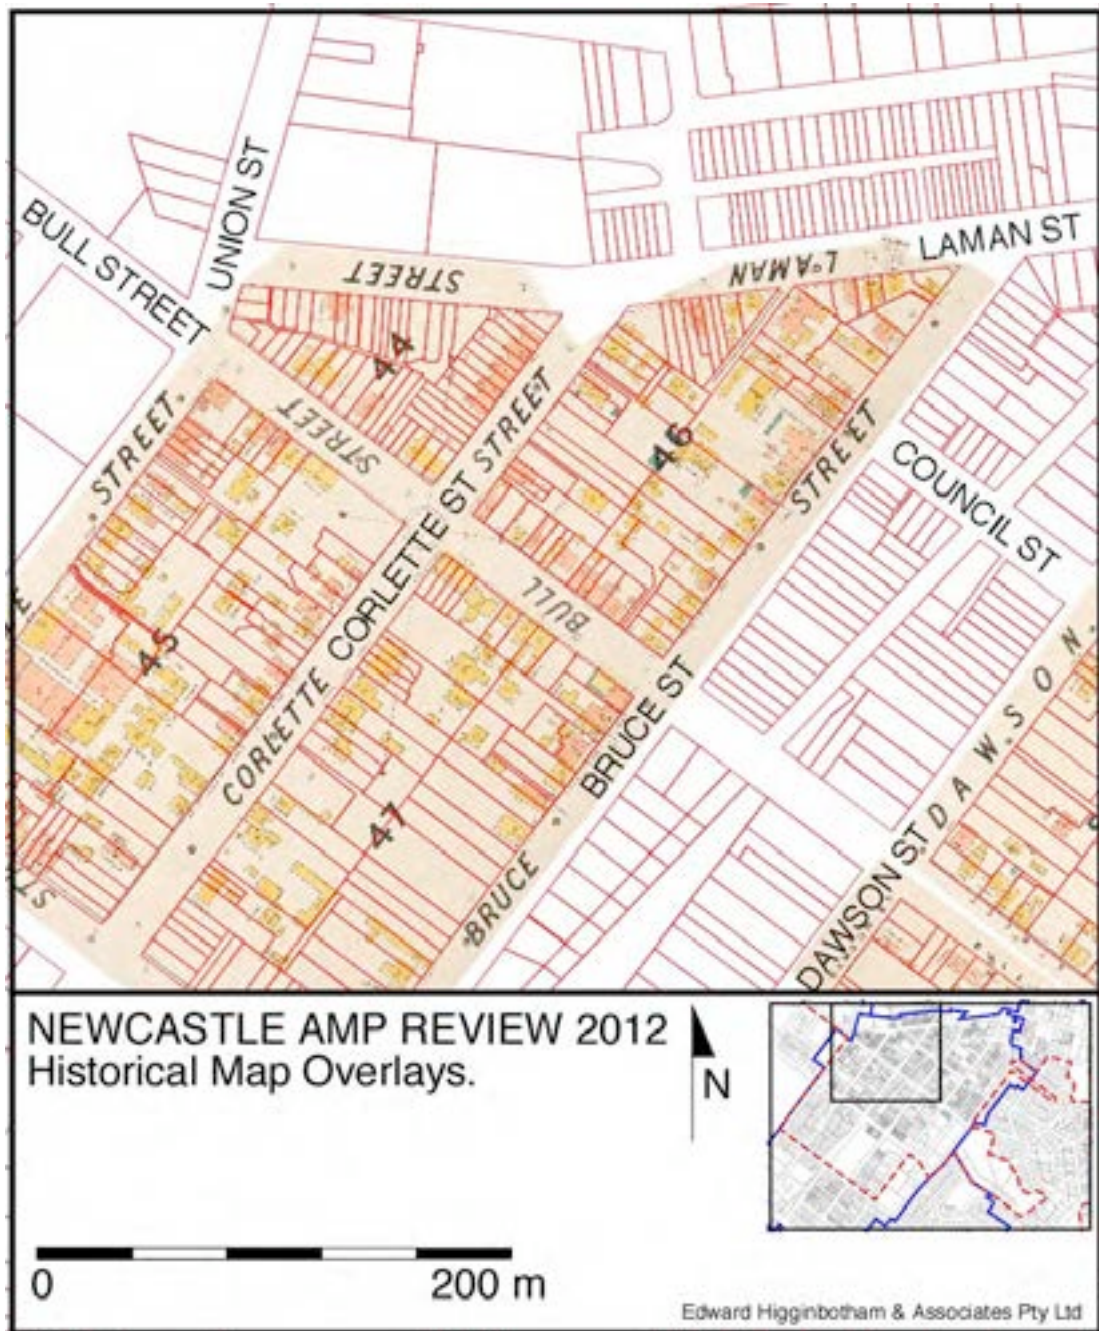 UNION ST
BULL STREET
LAMAN ST
STREET
L'AMAN
44
STREET
STREET
46
STREET
STREET
COUNCIL ST
CORLETTE ST
45
CORLETTE
BULL
BRUCE ST
DAWSON
47
BRUCE
DAWSON ST
STS
NEWCASTLE AMP REVIEW 2012
Historical Map Overlays.
N
0 200 m
Edward Higginbotham & Associates Pty Ltd